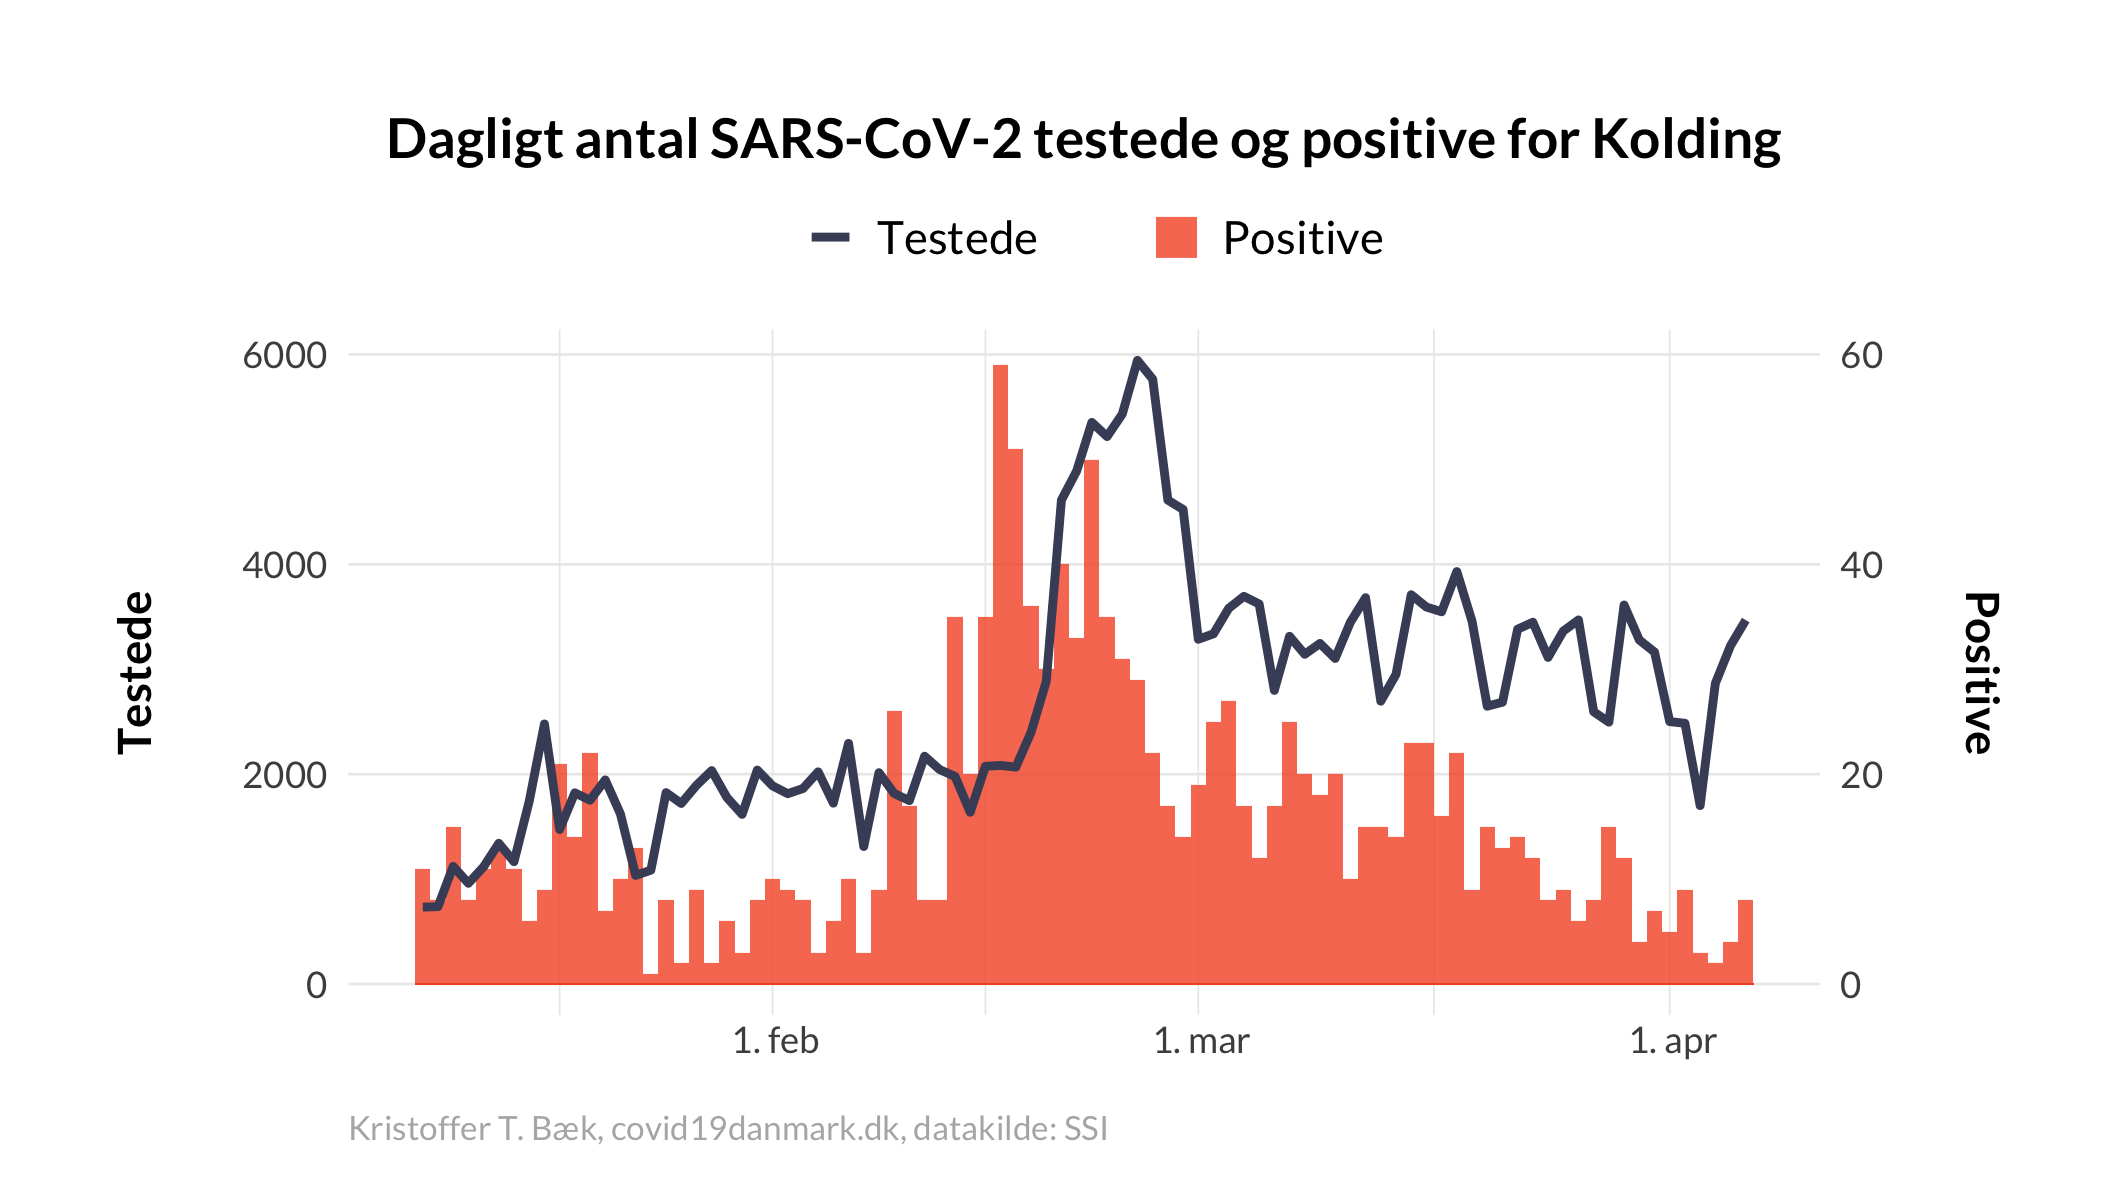 Dagligt antal SARS-CoV-2 testede og positive for Kolding
Testede Positive
6000 60
4000 40
2000 20
0 0
Testede
Positive
1. feb 1. mar 1. apr
Kristoffer T. Bæk, covid19danmark.dk, datakilde: SSI